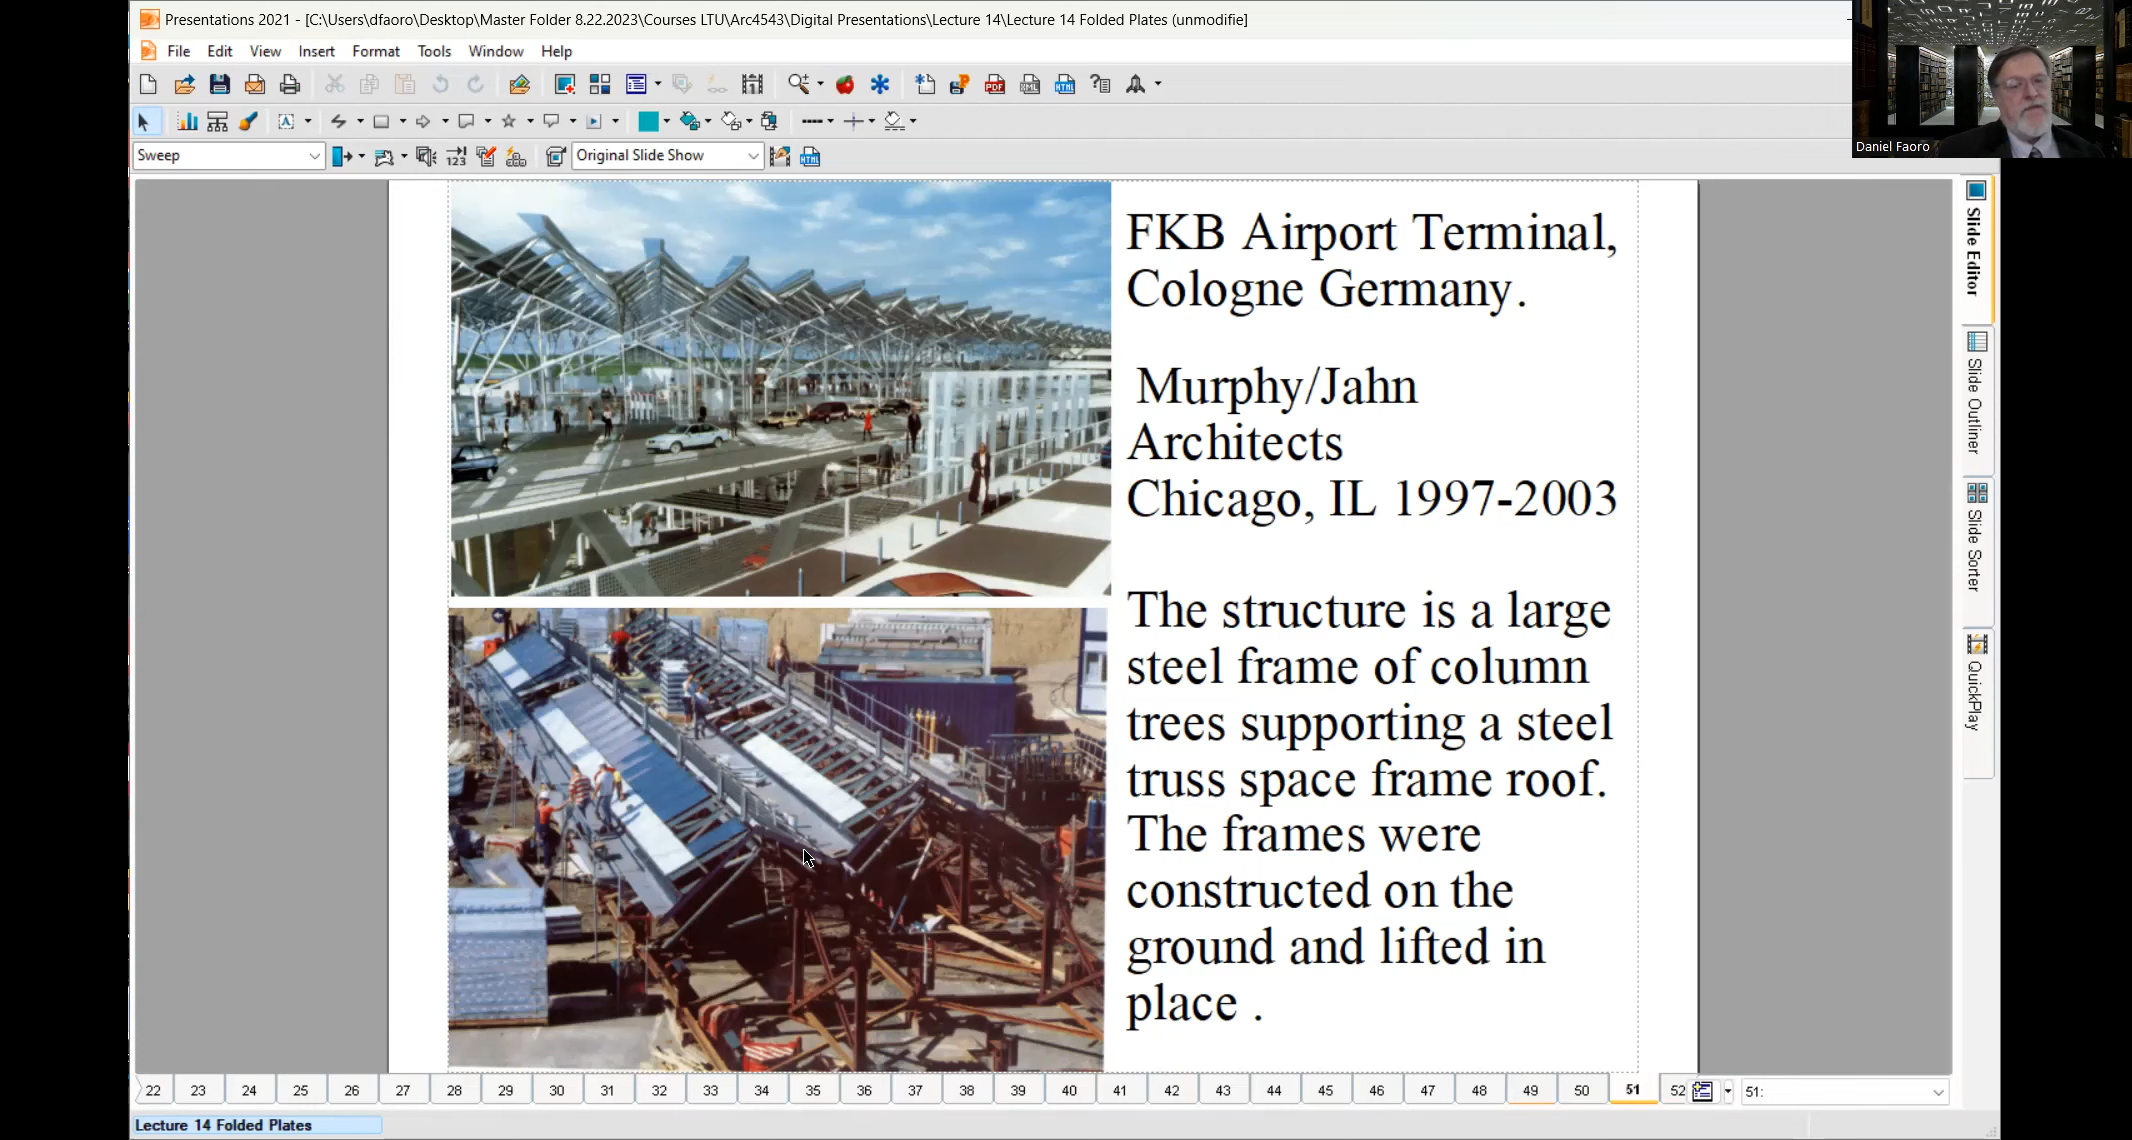 Presentations 2021 - [C:\Users\dfaoro\Desktop\Master Folder 8.22.2023\Courses LTU\Arc4543\Digital Presentations\Lecture 14\Lecture 14 Folded Plates (unmodifie]
File Edit View Insert Format Tools Window Help
Sweep
123
Original Slide Show
HTML
Daniel Faoro
FKB Airport Terminal,
Cologne Germany.
Murphy/Jahn
Architects
Chicago, IL 1997-2003
The structure is a large
steel frame of column
trees supporting a steel
truss space frame roof.
The frames were
constructed on the
ground and lifted in
place .
Slide Editor
Slide Outliner
Slide Sorter
QuickPlay
22 23 24 25 26 27 28 29 30 31 32 33 34 35 36 37 38 39 40 41 42 43 44 45 46 47 48 49 50 51 52 51:
Lecture 14 Folded Plates